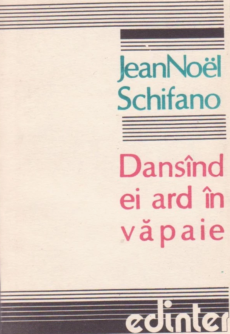 JeanNoël
Schifano
Dansînd
ei ard în
văpaie
edinter